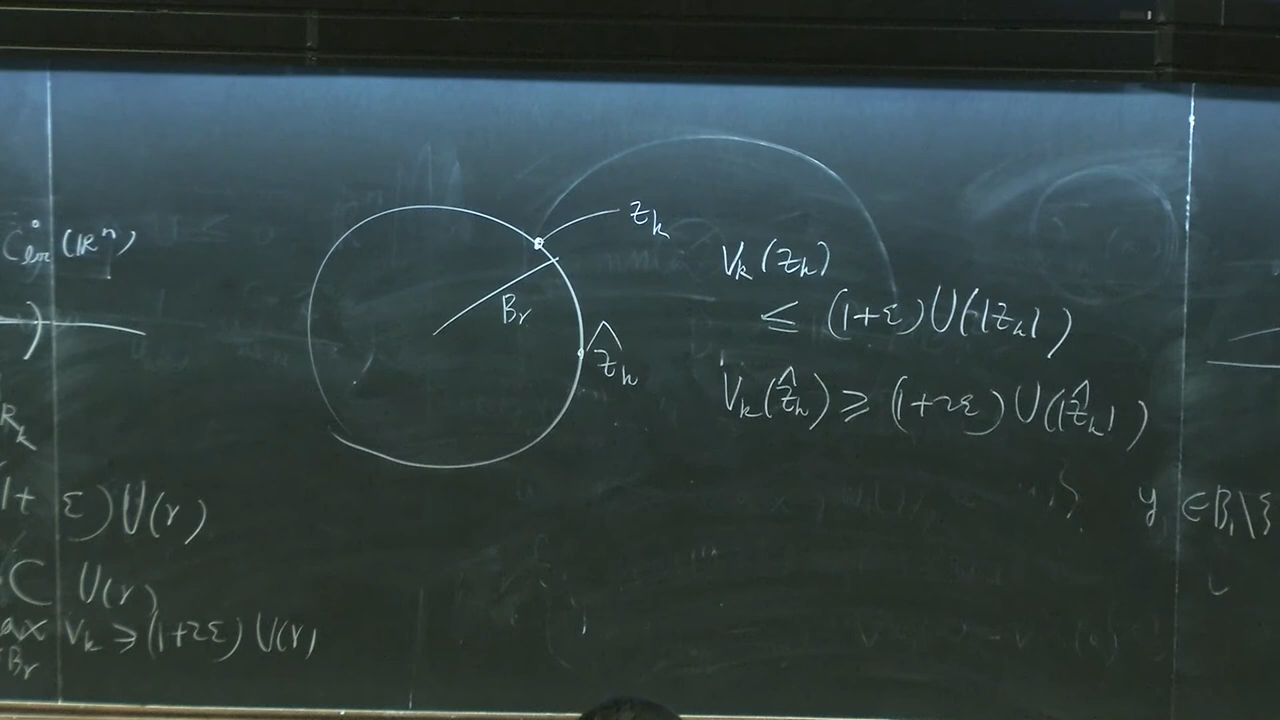 C°loc (ℝⁿ)
)
R_k
1+ ε) U(r)
C U(r)
ax V_k ⩾ (1+2ε) U(r)
B_r
z_k
B_r
ẑ_k
V_k(z_k)
≤ (1+ε) U(|z_k|)
V_k(ẑ_k) ⩾ (1+2ε) U(|ẑ_k|)
y ∈ B_1 \ {